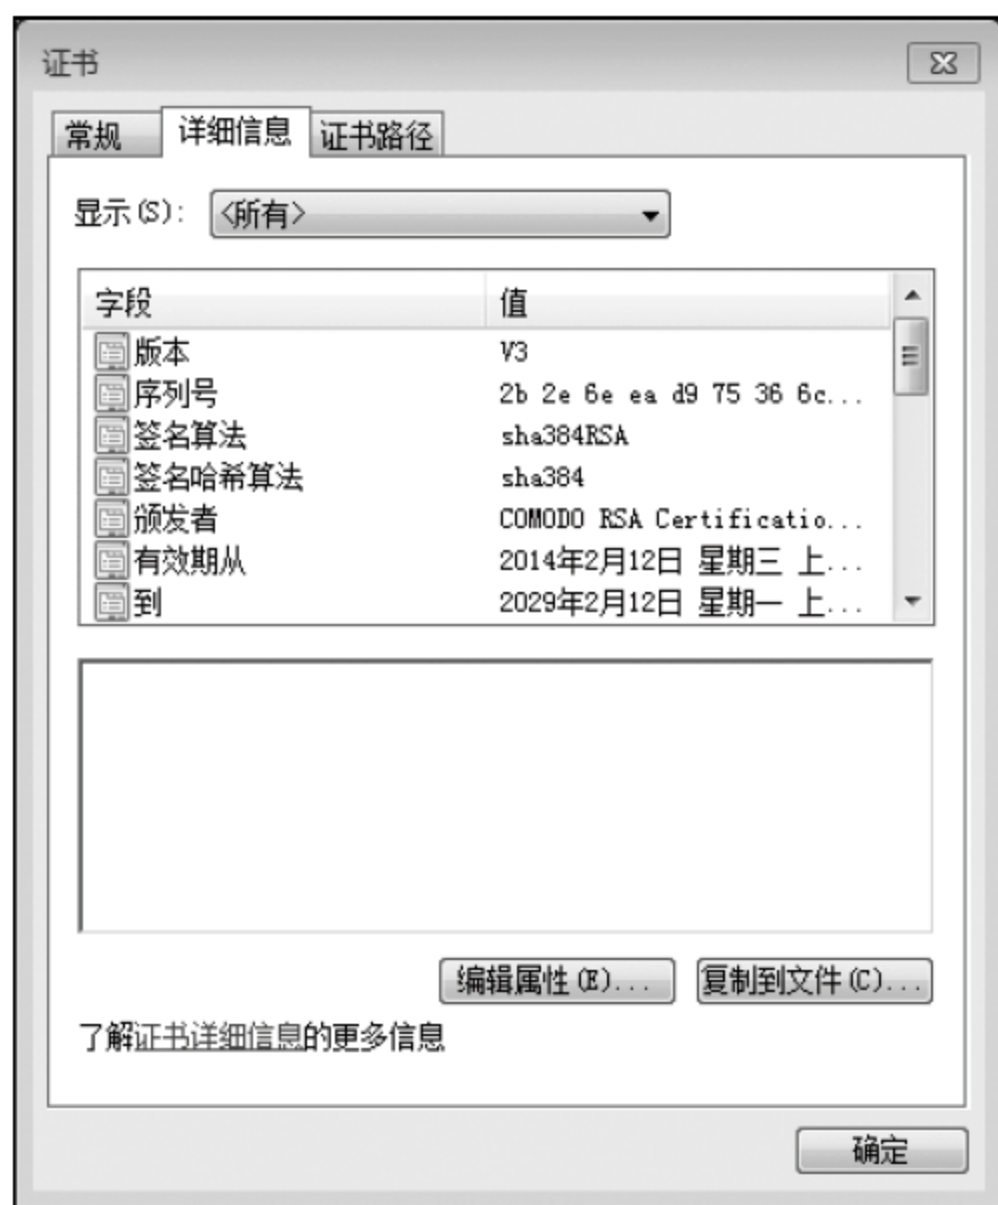 证书
常规 详细信息 证书路径
显示(S): <所有>
字段 值
版本 V3
序列号 2b 2e 6e ea d9 75 36 6c...
签名算法 sha384RSA
签名哈希算法 sha384
颁发者 COMODO RSA Certificatio...
有效期从 2014年2月12日 星期三 上...
到 2029年2月12日 星期一 上...
编辑属性(E)... 复制到文件(C)...
了解证书详细信息的更多信息
确定